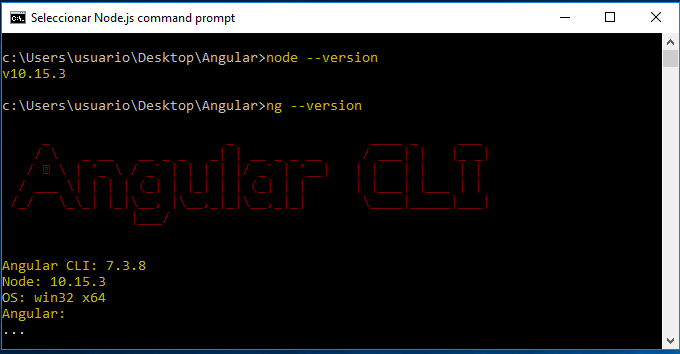 Seleccionar Node.js command prompt
c:\Users\usuario\Desktop\Angular>node --version
v10.15.3
c:\Users\usuario\Desktop\Angular>ng --version
Angular CLI
Angular CLI: 7.3.8
Node: 10.15.3
OS: win32 x64
Angular:
...